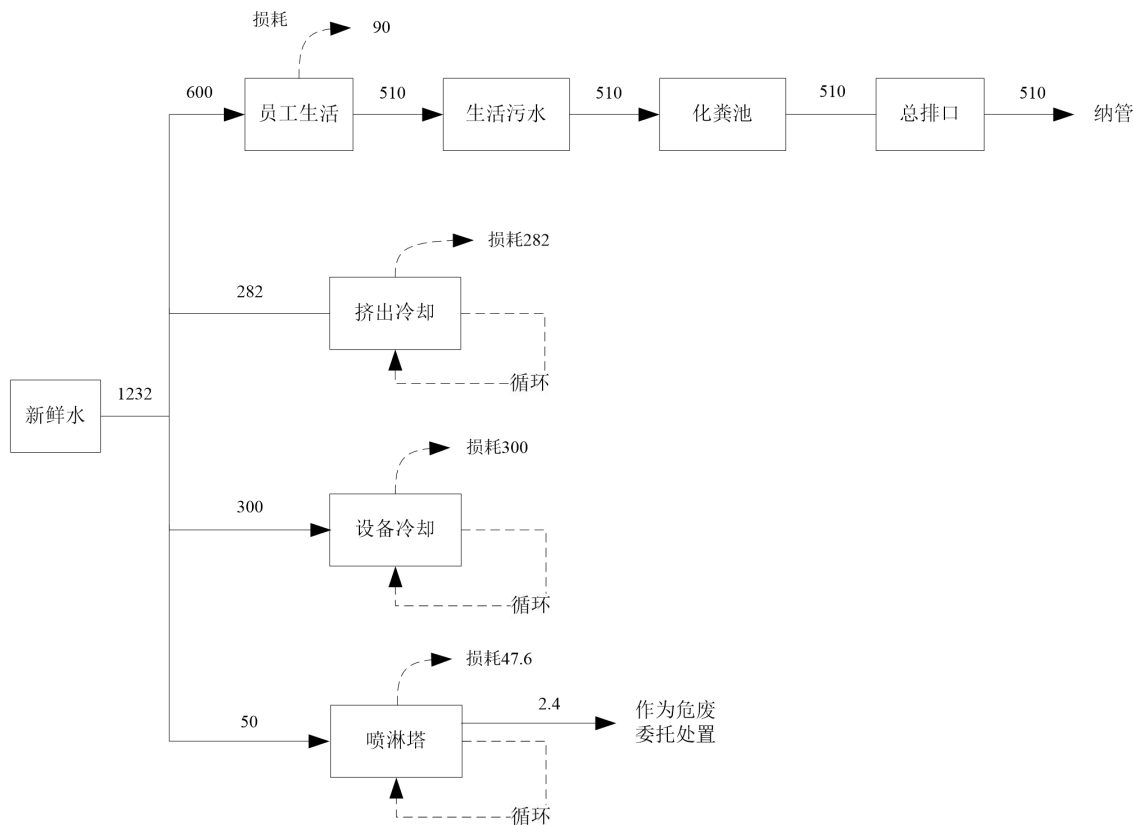 损耗
90
600
员工生活
510
生活污水
510
化粪池
510
总排口
510
纳管
损耗282
282
挤出冷却
循环
新鲜水
1232
损耗300
300
设备冷却
循环
损耗47.6
50
喷淋塔
2.4
作为危废
委托处置
循环